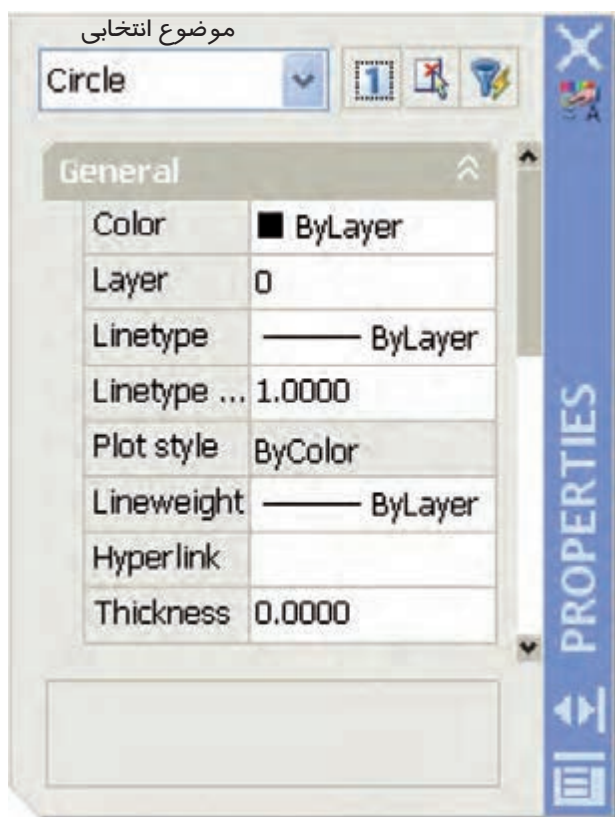 موضوع انتخابی
Circle
1
General
Color ByLayer
Layer 0
Linetype ByLayer
Linetype ... 1.0000
Plot style ByColor
Lineweight ByLayer
Hyperlink
Thickness 0.0000
PROPERTIES